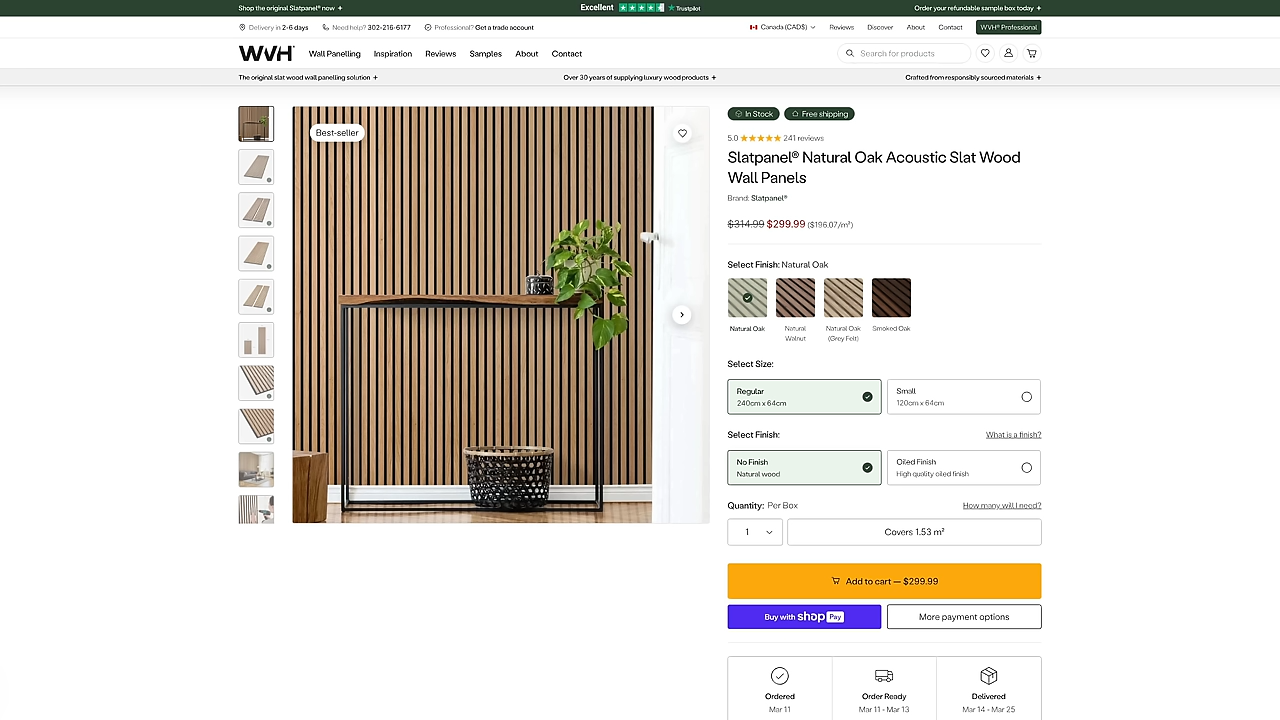 Shop the original Slatpanel® now +
Excellent Trustpilot
Order your refundable sample box today +
Delivery in 2-6 days
Need help? 302-216-6177
Professional? Get a trade account
Canada (CAD$)
Reviews
Discover
About
Contact
WVH® Professional
WVH®
Wall Panelling
Inspiration
Reviews
Samples
About
Contact
Search for products
The original slat wood wall panelling solution +
Over 30 years of supplying luxury wood products +
Crafted from responsibly sourced materials +
Best-seller
In Stock
Free shipping
5.0 ★★★★★ 241 reviews
Slatpanel® Natural Oak Acoustic Slat Wood
Wall Panels
Brand: Slatpanel®
$314.99 $299.99 ($196.07/m²)
Select Finish: Natural Oak
Natural Oak
Natural
Walnut
Natural Oak
(Grey Felt)
Smoked Oak
Select Size:
Regular
240cm x 64cm
Small
120cm x 64cm
Select Finish:
What is a finish?
No Finish
Natural wood
Oiled Finish
High quality oiled finish
Quantity: Per Box
How many will I need?
1
Covers 1.53 m²
Add to cart — $299.99
Buy with shop Pay
More payment options
Ordered
Mar 11
Order Ready
Mar 11 - Mar 13
Delivered
Mar 14 - Mar 25